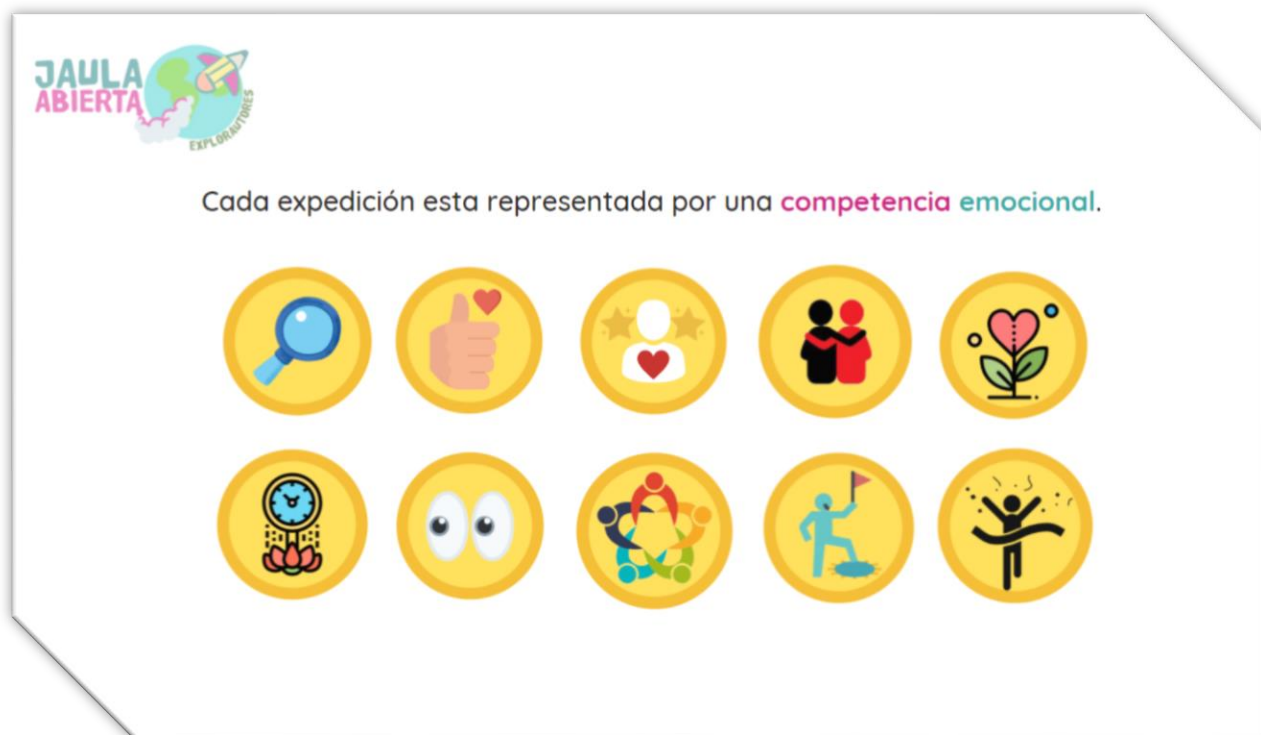 JAULA
ABIERTA
EXPLORAUTORES
Cada expedición esta representada por una competencia emocional.